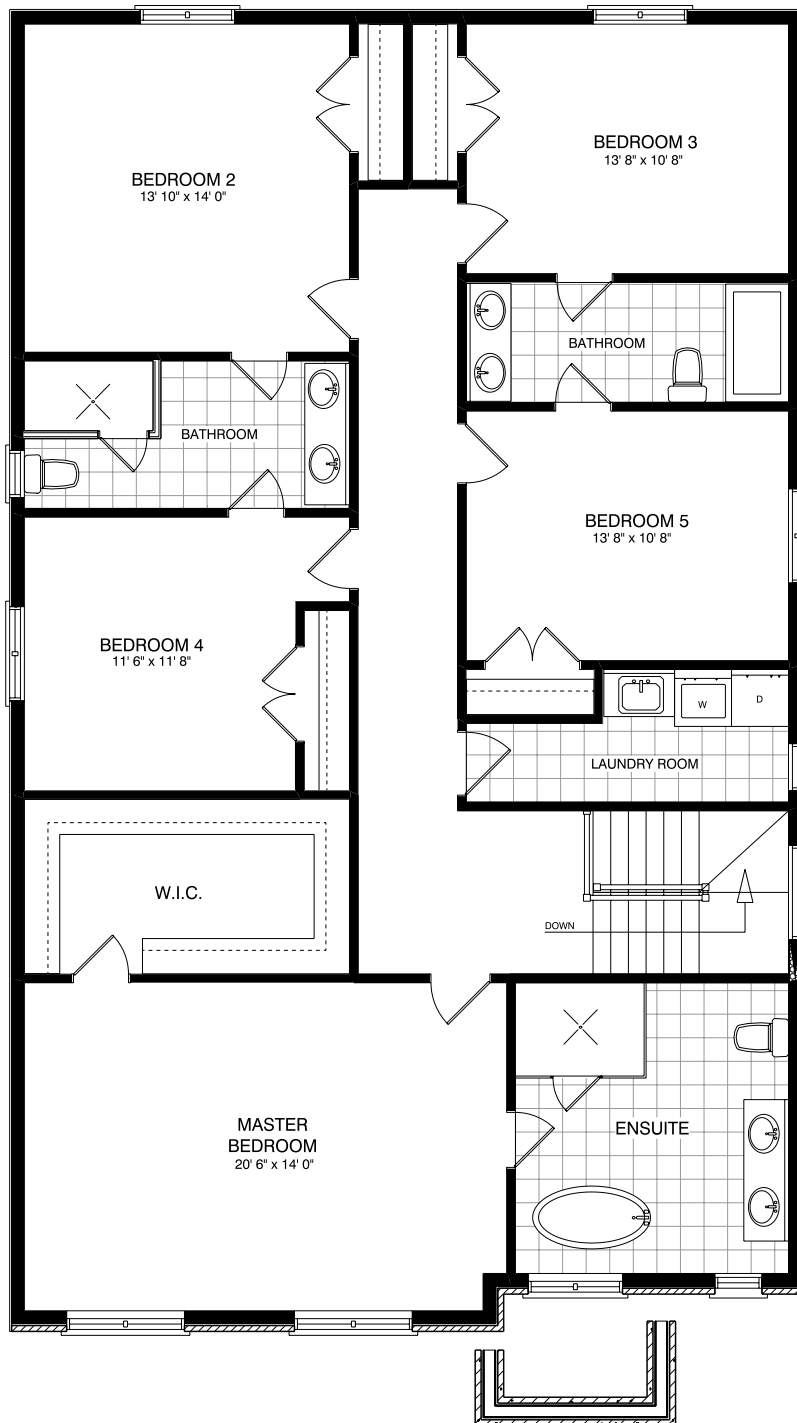 BEDROOM 2
13' 10" x 14' 0"
BEDROOM 3
13' 8" x 10' 8"
BATHROOM
BATHROOM
BEDROOM 5
13' 8" x 10' 8"
BEDROOM 4
11' 6" x 11' 8"
W
D
LAUNDRY ROOM
W.I.C.
DOWN
MASTER
BEDROOM
20' 6" x 14' 0"
ENSUITE